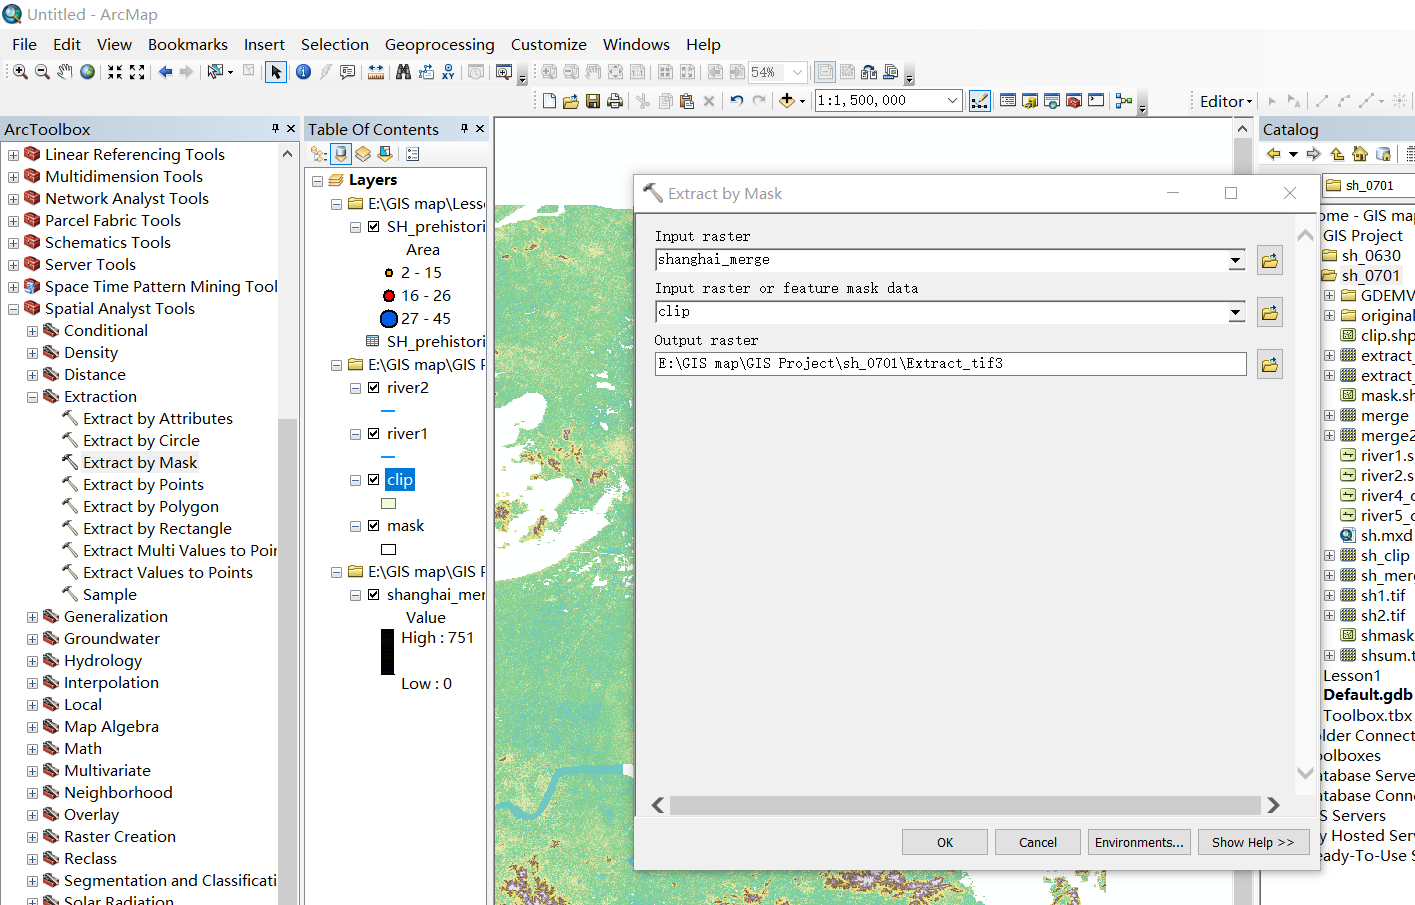 Untitled - ArcMap
File Edit View Bookmarks Insert Selection Geoprocessing Customize Windows Help
54%
1:1,500,000
Editor
ArcToolbox
Linear Referencing Tools
Multidimension Tools
Network Analyst Tools
Parcel Fabric Tools
Schematics Tools
Server Tools
Space Time Pattern Mining Tool
Spatial Analyst Tools
Conditional
Density
Distance
Extraction
Extract by Attributes
Extract by Circle
Extract by Mask
Extract by Points
Extract by Polygon
Extract by Rectangle
Extract Multi Values to Poin
Extract Values to Points
Sample
Generalization
Groundwater
Hydrology
Interpolation
Local
Map Algebra
Math
Multivariate
Neighborhood
Overlay
Raster Creation
Reclass
Segmentation and Classificati
Solar Radiation
Table Of Contents
Layers
E:\GIS map\Less
SH_prehistori
Area
2 - 15
16 - 26
27 - 45
SH_prehistori
E:\GIS map\GIS P
river2
river1
clip
mask
E:\GIS map\GIS P
shanghai_mer
Value
High : 751
Low : 0
Extract by Mask
Input raster
shanghai_merge
Input raster or feature mask data
clip
Output raster
E:\GIS map\GIS Project\sh_0701\Extract_tif3
OK Cancel Environments... Show Help >>
Catalog
sh_0701
ome - GIS map
GIS Project
sh_0630
sh_0701
GDEMV
original
clip.shp
extract_
extract_
mask.sh
merge
merge2
river1.s
river2.s
river4_c
river5_c
sh.mxd
sh_clip
sh_mer
sh1.tif
sh2.tif
shmask
shsum.t
Lesson1
Default.gdb
Toolbox.tbx
lder Connect
oolboxes
atabase Serve
atabase Conn
S Servers
y Hosted Serv
eady-To-Use S